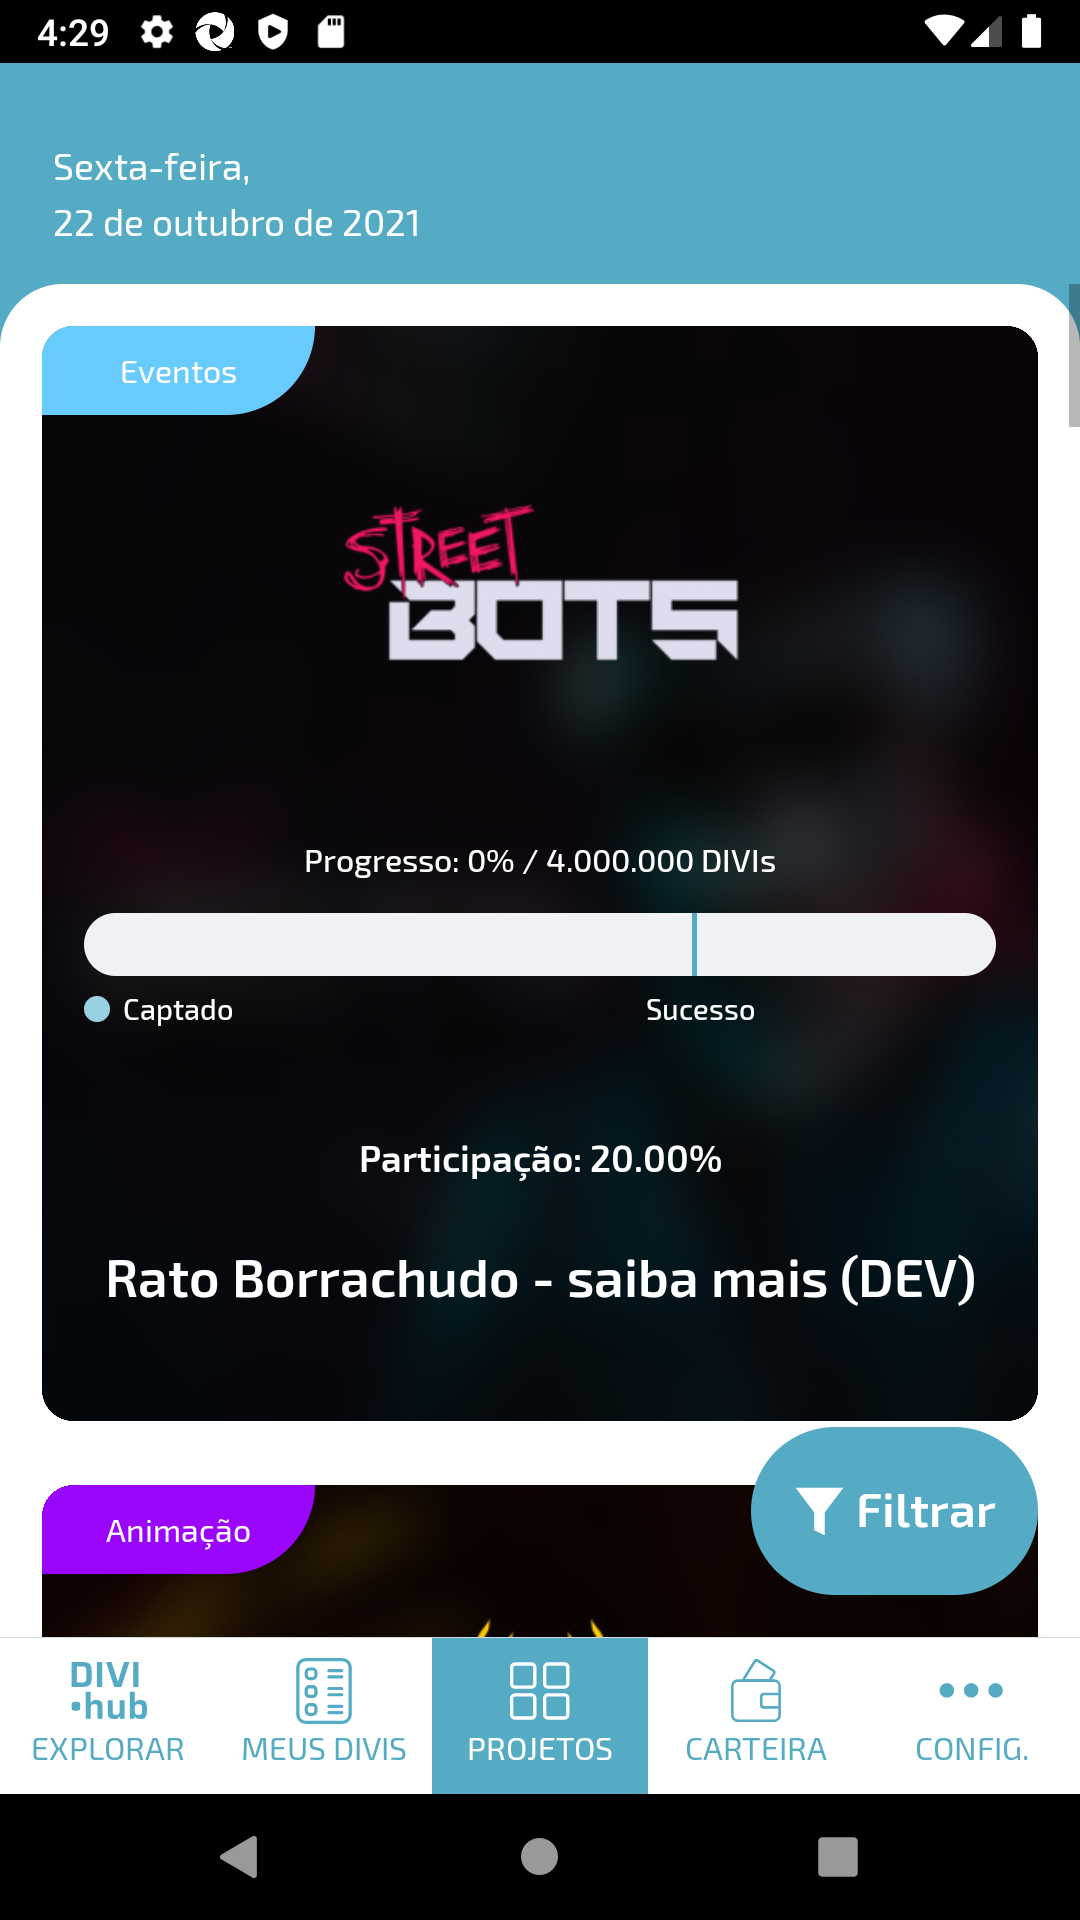 4:29
Sexta-feira,
22 de outubro de 2021
Eventos
STREET
BOTS
Progresso: 0% / 4.000.000 DIVIs
Captado
Sucesso
Participação: 20.00%
Rato Borrachudo - saiba mais (DEV)
Filtrar
Animação
DIVI
•hub
EXPLORAR
MEUS DIVIS
PROJETOS
CARTEIRA
CONFIG.